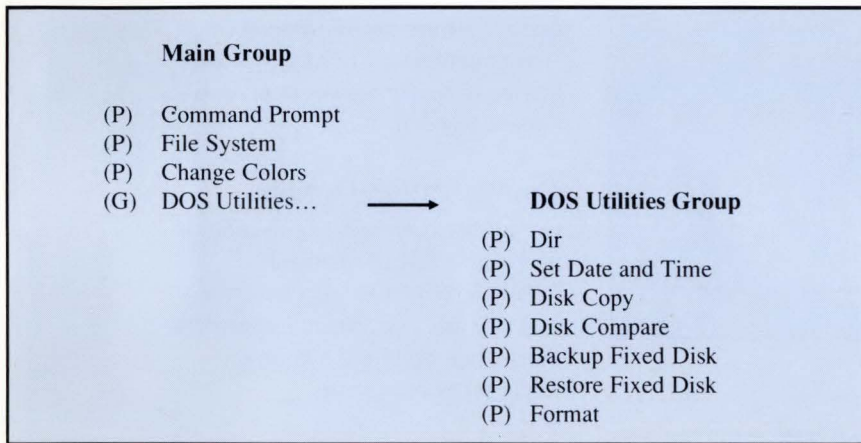 Main Group
(P) Command Prompt
(P) File System
(P) Change Colors
(G) DOS Utilities...
DOS Utilities Group
(P) Dir
(P) Set Date and Time
(P) Disk Copy
(P) Disk Compare
(P) Backup Fixed Disk
(P) Restore Fixed Disk
(P) Format